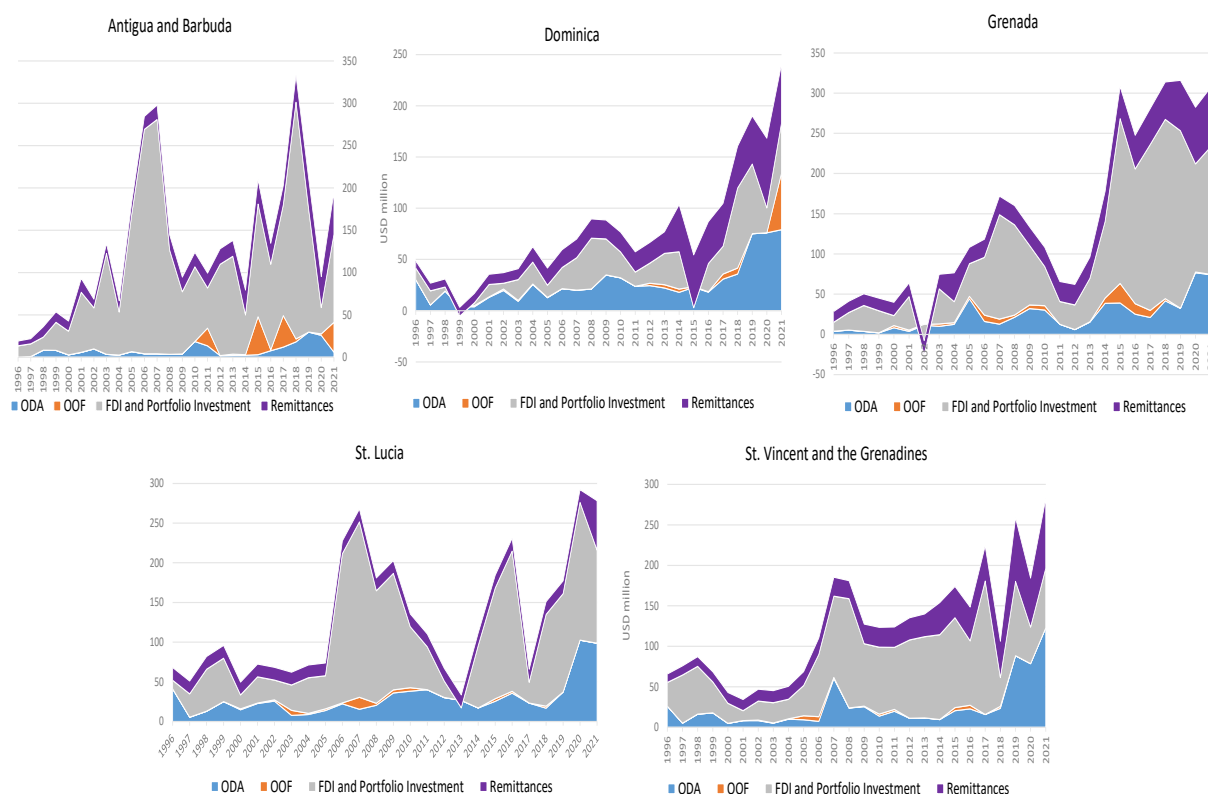 Antigua and Barbuda
350
300
250
200
150
100
50
0
1996 1997 1998 1999 2000 2001 2002 2003 2004 2005 2006 2007 2008 2009 2010 2011 2012 2013 2014 2015 2016 2017 2018 2019 2020 2021
ODA OOF FDI and Portfolio Investment Remittances
Dominica
250
200
150
100
50
0
-50
USD million
1996 1997 1998 1999 2000 2001 2002 2003 2004 2005 2006 2007 2008 2009 2010 2011 2012 2013 2014 2015 2016 2017 2018 2019 2020 2021
ODA OOF FDI and Portfolio Investment Remittances
Grenada
350
300
250
200
150
100
50
0
-50
1996 1997 1998 1999 2000 2001 2002 2003 2004 2005 2006 2007 2008 2009 2010 2011 2012 2013 2014 2015 2016 2017 2018 2019 2020
ODA OOF FDI and Portfolio Investment Remittances
St. Lucia
300
250
200
150
100
50
0
1996 1997 1998 1999 2000 2001 2002 2003 2004 2005 2006 2007 2008 2009 2010 2011 2012 2013 2014 2015 2016 2017 2018 2019 2020 2021
ODA OOF FDI and Portfolio Investment Remittances
St. Vincent and the Grenadines
300
250
200
150
100
50
0
USD million
1996 1997 1998 1999 2000 2001 2002 2003 2004 2005 2006 2007 2008 2009 2010 2011 2012 2013 2014 2015 2016 2017 2018 2019 2020 2021
ODA OOF FDI and Portfolio Investment Remittances